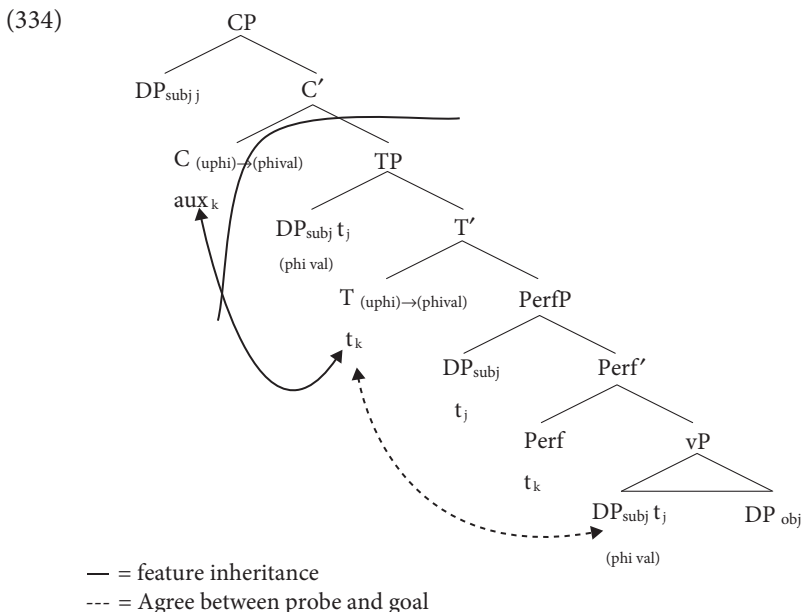 (334)
CP
DPsubj j
C′
C (uphi)→(phival)
TP
auxk
DPsubj tj
T′
(phi val)
T (uphi)→(phival)
PerfP
tk
DPsubj
Perf′
tj
Perf
vP
tk
DPsubj tj
DP obj
(phi val)
— = feature inheritance
--- = Agree between probe and goal